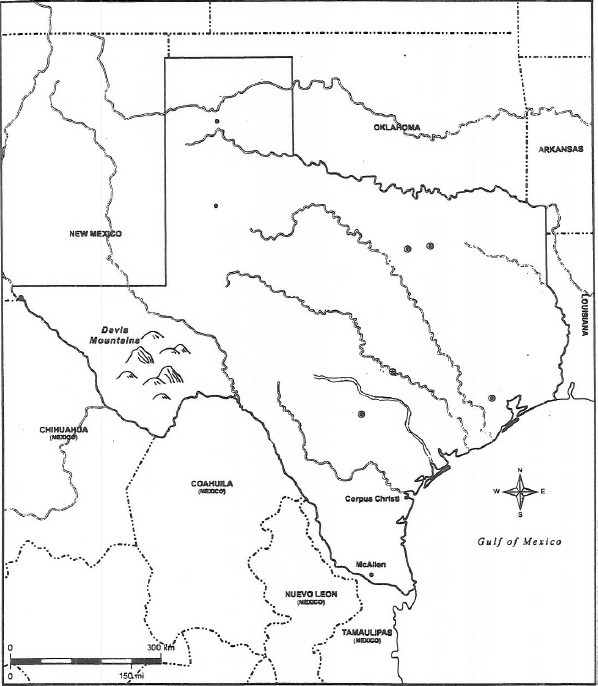 OKLAHOMA
ARKANSAS
NEW MEXICO
LOUISIANA
Davis
Mountains
CHIHUAHUA
(MEXICO)
COAHUILA
(MEXICO)
Corpus Christi
N
W E
S
Gulf of Mexico
McAllen
NUEVO LEON
(MEXICO)
TAMAULIPAS
(MEXICO)
0 300 km
0 150 mi